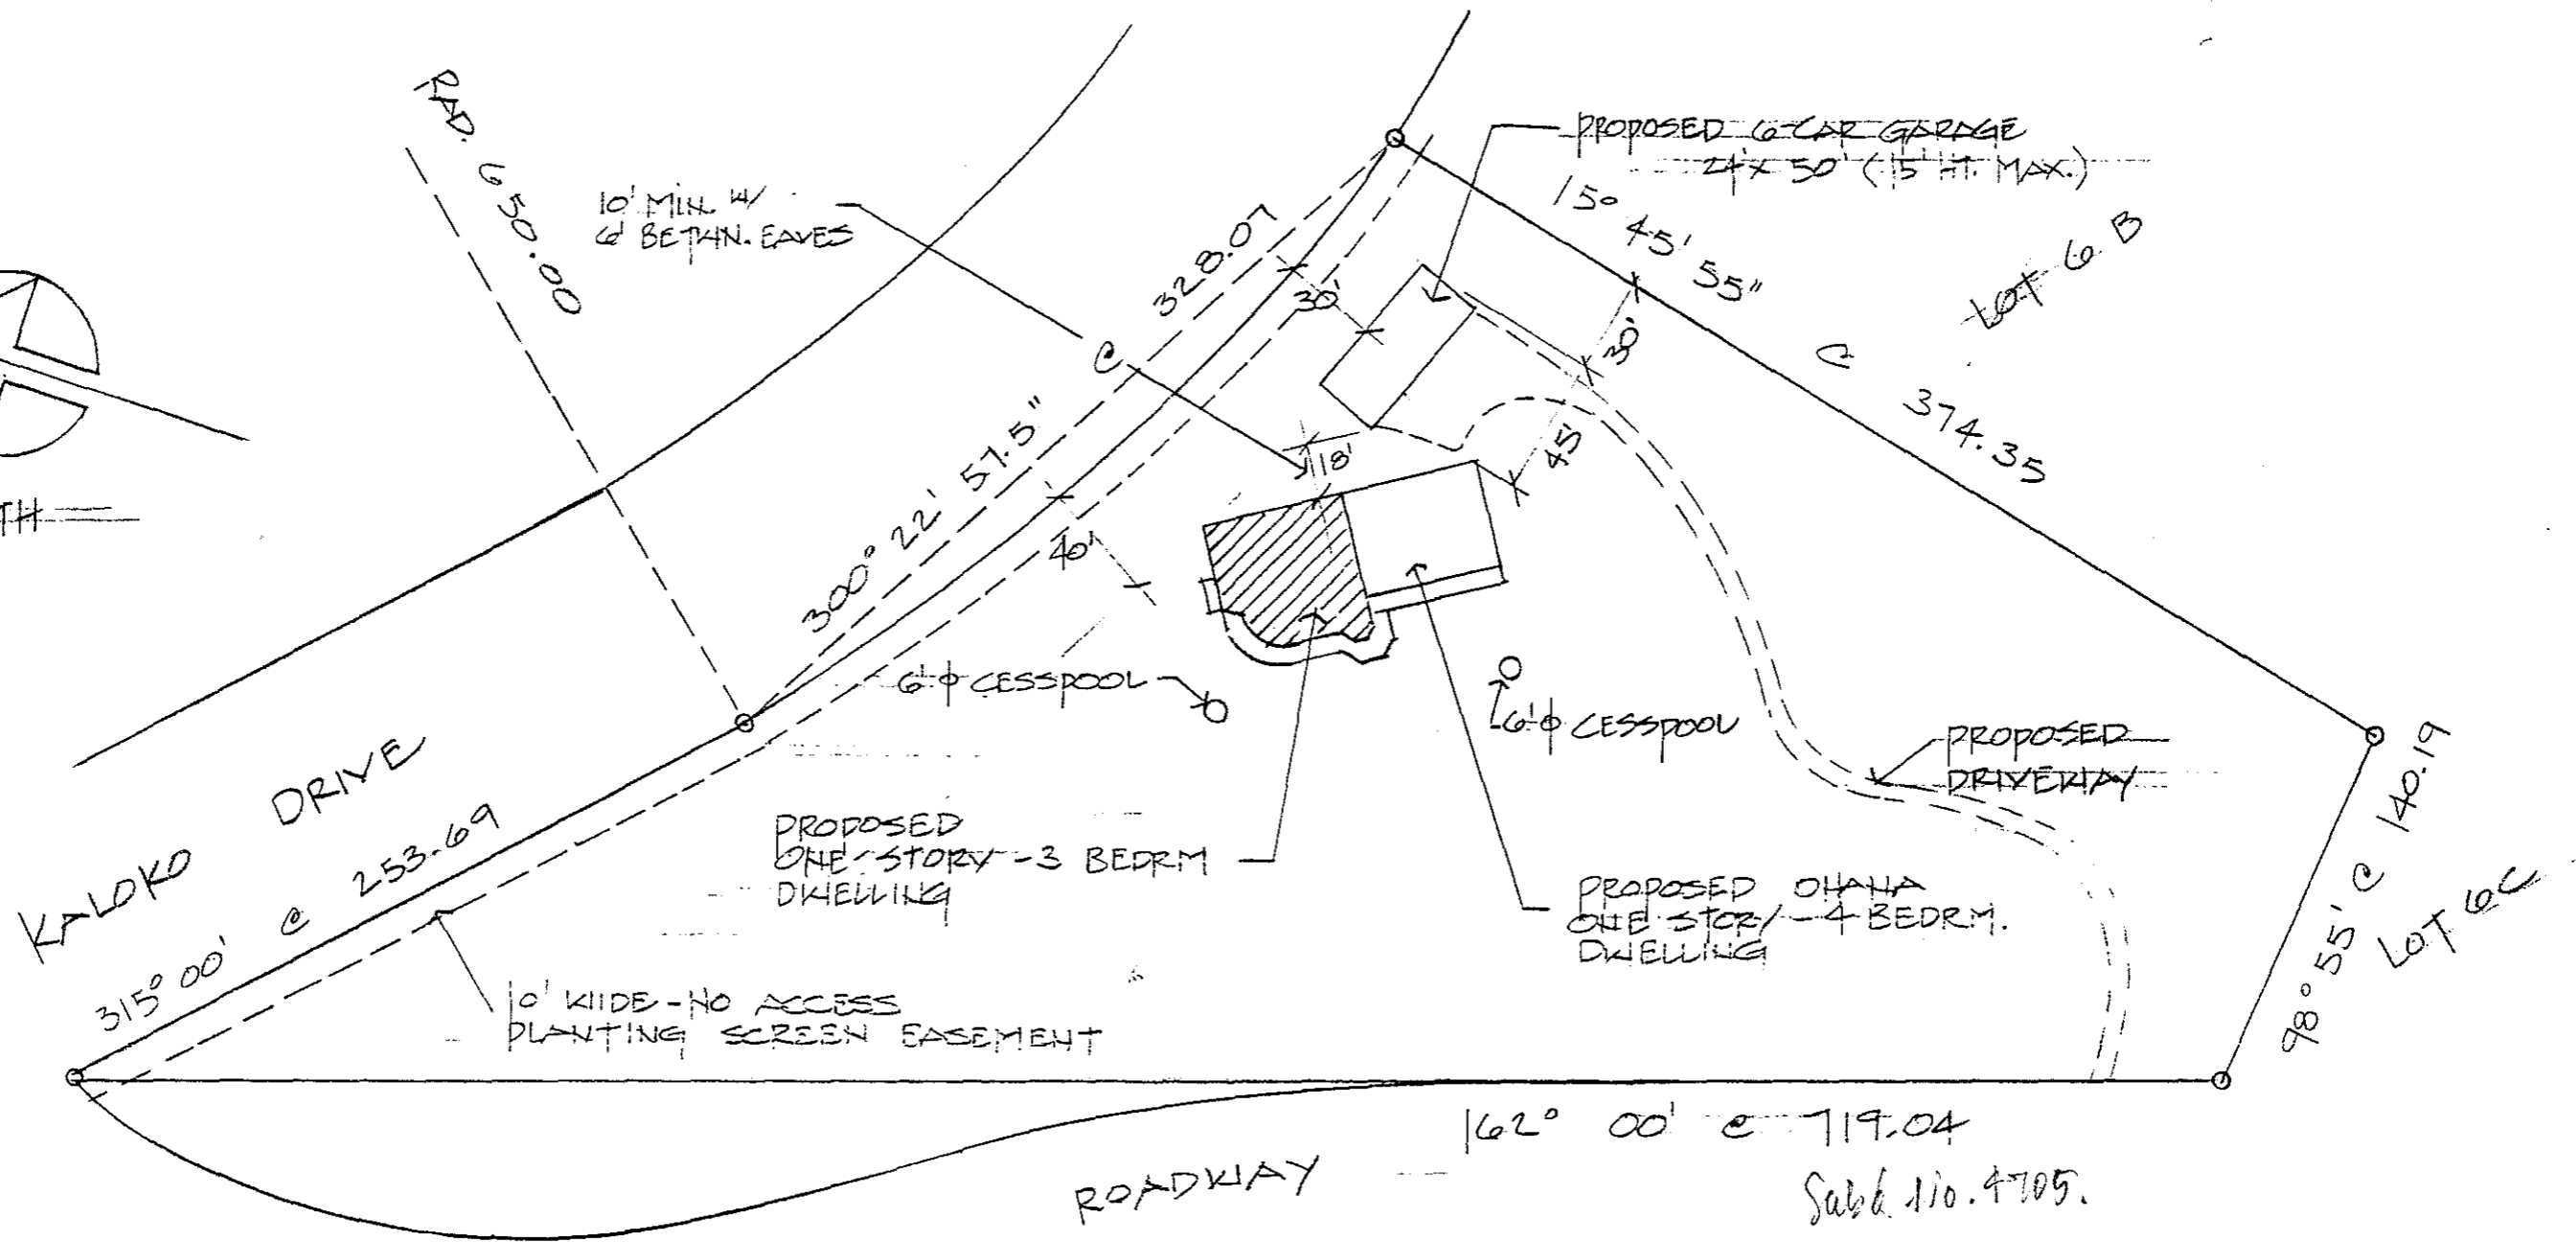 RAD. 650.00
10' MIN. W/
6' BETWN. EAVES
PROPOSED 6-CAR GARAGE
24' X 50' (15' HT. MAX.)
15° 45' 55" @ 374.35
LOT 6 B
300° 22' 57.5" @ 328.07
30'
30'
45'
18'
40'
TH
6'φ CESSPOOL
6'φ CESSPOOL
PROPOSED
DRIVEWAY
KALOKO DRIVE
315° 00' @ 253.69
PROPOSED
ONE-STORY-3 BEDRM
DWELLING
PROPOSED OHANA
ONE STORY-4 BEDRM.
DWELLING
98° 55' @ 140.19
LOT 6C
10' WIDE-NO ACCESS
PLANTING SCREEN EASEMENT
162° 00' @ 719.04
ROADWAY
Subd. No. 4705.